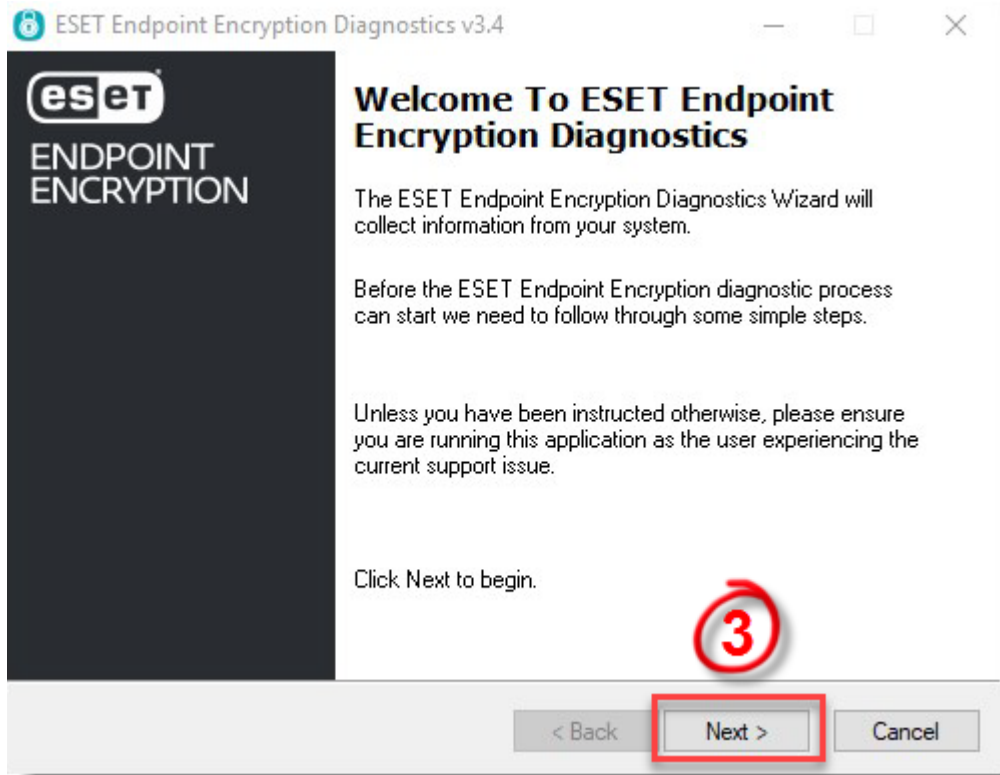 ESET Endpoint Encryption Diagnostics v3.4
eset
ENDPOINT
ENCRYPTION
Welcome To ESET Endpoint
Encryption Diagnostics
The ESET Endpoint Encryption Diagnostics Wizard will
collect information from your system.
Before the ESET Endpoint Encryption diagnostic process
can start we need to follow through some simple steps.
Unless you have been instructed otherwise, please ensure
you are running this application as the user experiencing the
current support issue.
Click Next to begin.
3
< Back Next > Cancel